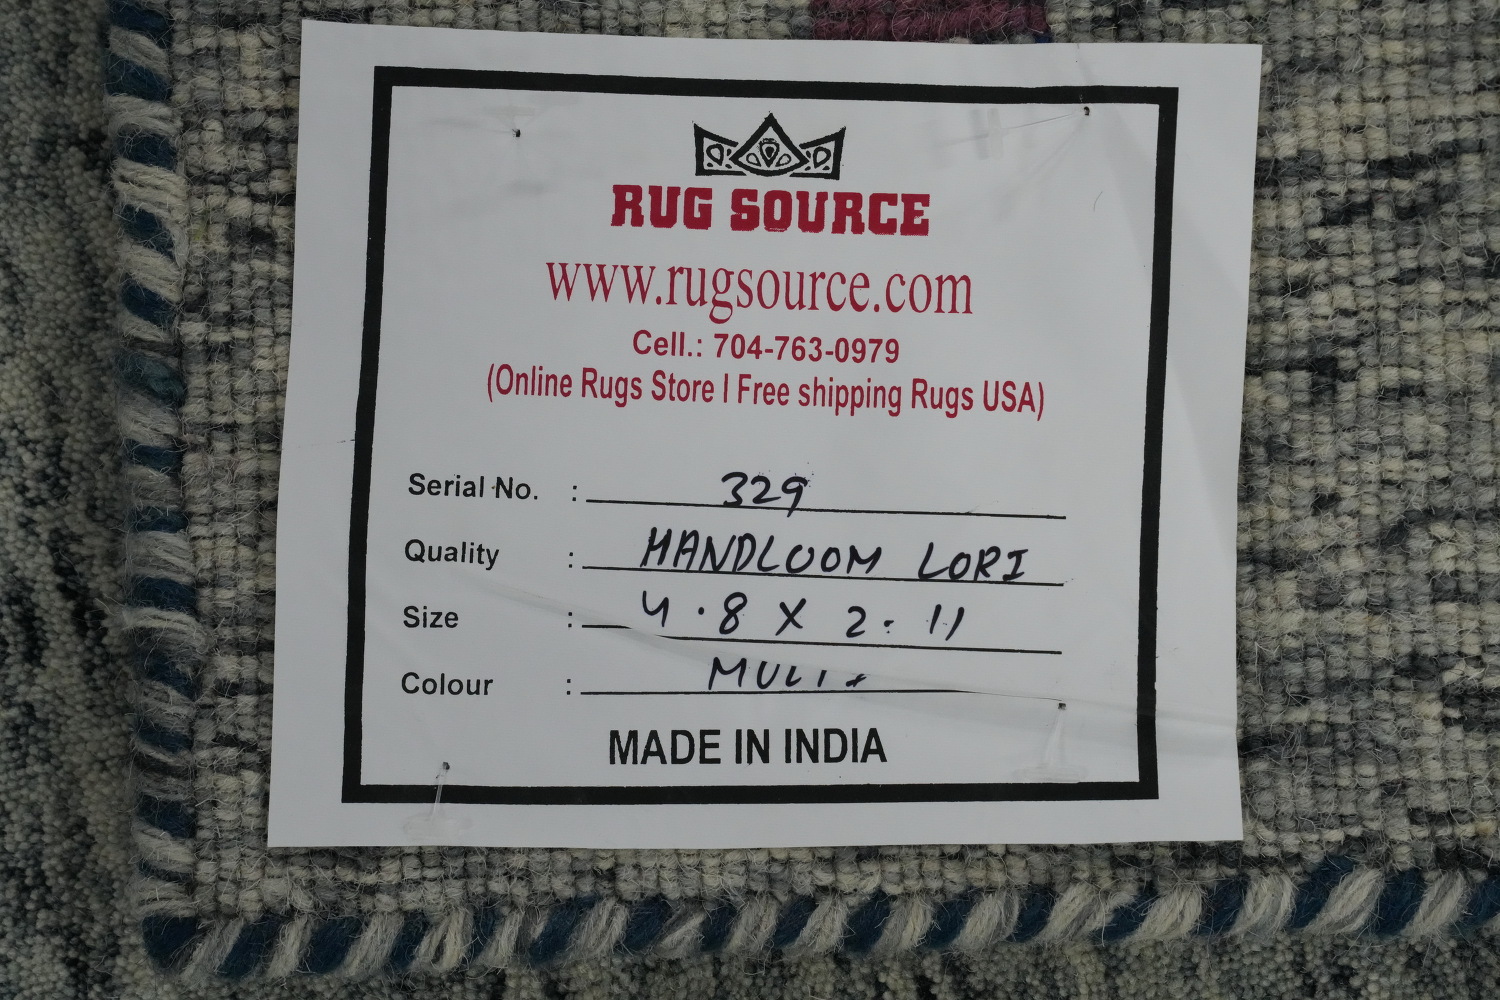 RUG SOURCE
www.rugsource.com
Cell.: 704-763-0979
(Online Rugs Store I Free shipping Rugs USA)
Serial No. : 329
Quality : HANDLOOM LORI
Size : 4.8 X 2.11
Colour : MULTI
MADE IN INDIA